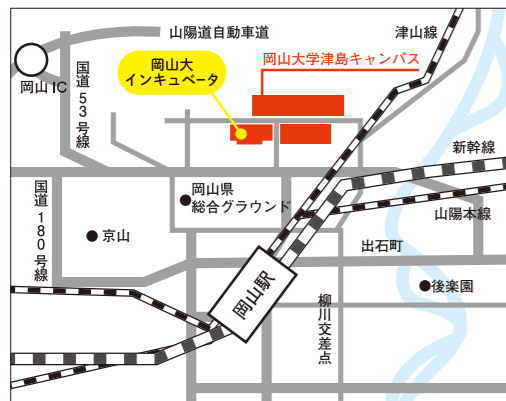 山陽道自動車道
津山線
岡山大
インキュベータ
岡山大学津島キャンパス
岡山IC
国道53号線
新幹線
国道180号線
岡山県
総合グラウンド
山陽本線
京山
出石町
岡山駅
後楽園
柳川交差点